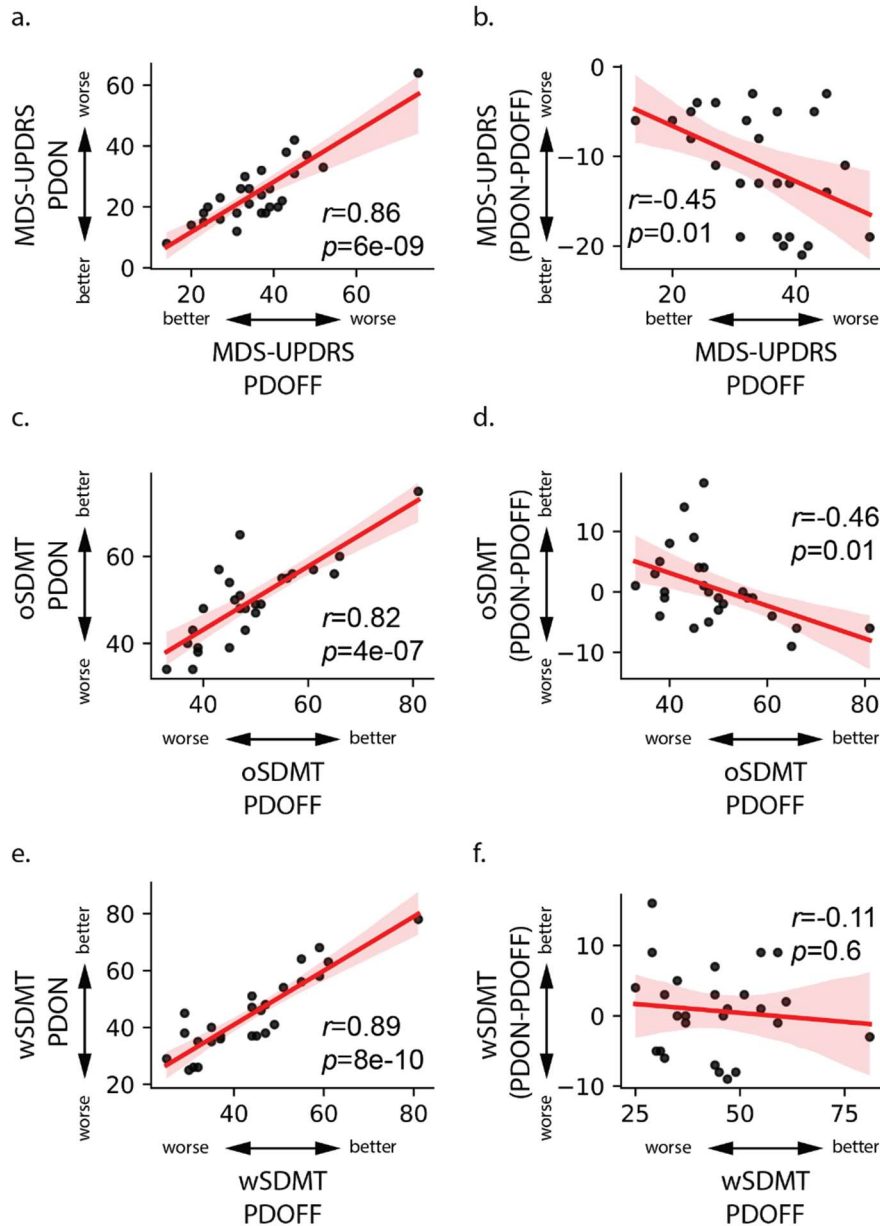 a.
MDS-UPDRS
PDON
better
worse
60
40
20
0
r=0.86
p=6e-09
20
40
60
better
worse
MDS-UPDRS
PDOFF
b.
MDS-UPDRS
(PDON-PDOFF)
better
worse
0
−10
−20
r=-0.45
p=0.01
20
40
better
worse
MDS-UPDRS
PDOFF
c.
oSDMT
PDON
worse
better
60
40
r=0.82
p=4e-07
40
60
80
worse
better
oSDMT
PDOFF
d.
oSDMT
(PDON-PDOFF)
worse
better
10
0
−10
r=-0.46
p=0.01
40
60
80
worse
better
oSDMT
PDOFF
e.
wSDMT
PDON
worse
better
80
60
40
20
r=0.89
p=8e-10
40
60
80
worse
better
wSDMT
PDOFF
f.
wSDMT
(PDON-PDOFF)
worse
better
10
0
−10
r=-0.11
p=0.6
25
50
75
worse
better
wSDMT
PDOFF